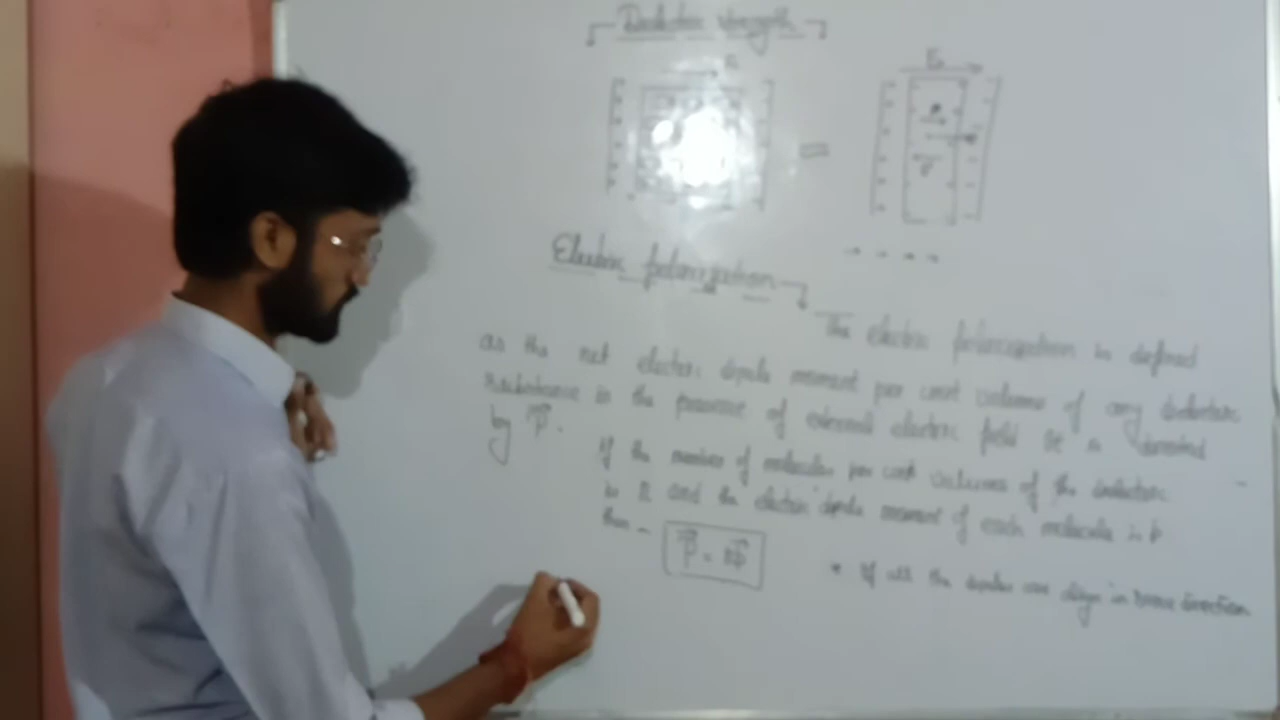 Dielectric strength
E₀
Electric polarization
The electric polarization is defined
as the net electric dipole moment per unit volume of any dielectric
substance in the presence of external electric field. It is denoted
by P⃗.
If the number of molecules per unit volume of the dielectric
is n and the electric dipole moment of each molecule is p
then -
P⃗ = np⃗
* If all the dipoles are align in same direction